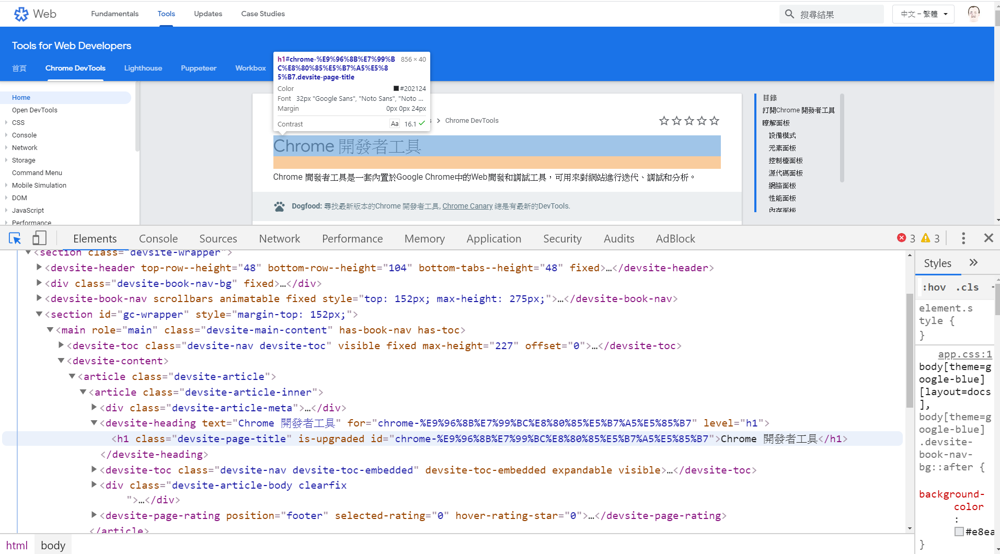 Web
Fundamentals
Tools
Updates
Case Studies
搜尋結果
中文 – 繁體
Tools for Web Developers
首頁
Chrome DevTools
Lighthouse
Puppeteer
Workbox
h1#chrome-%E9%96%8B%E7%99%B
C%E8%80%85%E5%B7%A5%E5%8
5%B7.devsite-page-title
856 × 40
Color
#202124
Font 32px "Google Sans", "Noto Sans", "Noto ...
Margin
0px 0px 24px
Contrast
Aa 16.1
Home
Open DevTools
CSS
Console
Network
Storage
Command Menu
Mobile Simulation
DOM
JavaScript
Performance
s
Chrome DevTools
Chrome 開發者工具
Chrome 開發者工具是一套內置於Google Chrome中的Web開發和調試工具，可用來對網站進行迭代、調試和分析。
Dogfood: 尋找最新版本的Chrome 開發者工具, Chrome Canary 總是有最新的DevTools.
目錄
打開Chrome 開發者工具
瞭解面板
設備模式
元素面板
控制檯面板
源代碼面板
網絡面板
性能面板
內存面板
Elements
Console
Sources
Network
Performance
Memory
Application
Security
Audits
AdBlock
3
3
<section class="devsite-wrapper">
<devsite-header top-row--height="48" bottom-row--height="104" bottom-tabs--height="48" fixed>…</devsite-header>
<div class="devsite-book-nav-bg" fixed>…</div>
<devsite-book-nav scrollbars animatable fixed style="top: 152px; max-height: 275px;">…</devsite-book-nav>
<section id="gc-wrapper" style="margin-top: 152px;">
<main role="main" class="devsite-main-content" has-book-nav has-toc>
<devsite-toc class="devsite-nav devsite-toc" visible fixed max-height="227" offset="0">…</devsite-toc>
<devsite-content>
<article class="devsite-article">
<article class="devsite-article-inner">
<div class="devsite-article-meta">…</div>
<devsite-heading text="Chrome 開發者工具" for="chrome-%E9%96%8B%E7%99%BC%E8%80%85%E5%B7%A5%E5%85%B7" level="h1">
<h1 class="devsite-page-title" is-upgraded id="chrome-%E9%96%8B%E7%99%BC%E8%80%85%E5%B7%A5%E5%85%B7">Chrome 開發者工具</h1>
</devsite-heading>
<devsite-toc class="devsite-nav devsite-toc-embedded" devsite-toc-embedded expandable visible>…</devsite-toc>
<div class="devsite-article-body clearfix
">…</div>
<devsite-page-rating position="footer" selected-rating="0" hover-rating-star="0">…</devsite-page-rating>
</article>
html
body
Styles
:hov .cls
element.s
tyle {
}
app.css:1
body[theme=g
oogle-blue]
[layout=docs
],
body[theme=g
oogle-blue]
.devsite-
book-nav-
bg::after {
background-
color
:
#e8ea
}